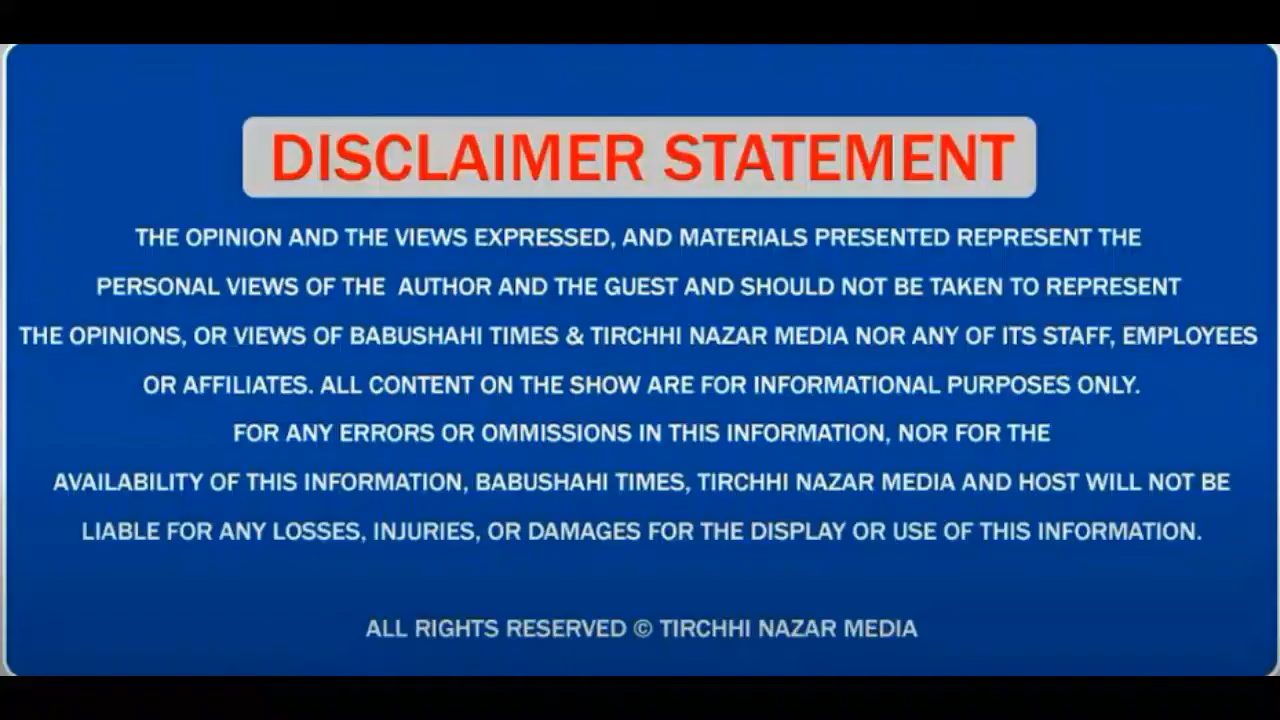 DISCLAIMER STATEMENT
THE OPINION AND THE VIEWS EXPRESSED, AND MATERIALS PRESENTED REPRESENT THE
PERSONAL VIEWS OF THE AUTHOR AND THE GUEST AND SHOULD NOT BE TAKEN TO REPRESENT
THE OPINIONS, OR VIEWS OF BABUSHAHI TIMES & TIRCHHI NAZAR MEDIA NOR ANY OF ITS STAFF, EMPLOYEES
OR AFFILIATES. ALL CONTENT ON THE SHOW ARE FOR INFORMATIONAL PURPOSES ONLY.
FOR ANY ERRORS OR OMMISSIONS IN THIS INFORMATION, NOR FOR THE
AVAILABILITY OF THIS INFORMATION, BABUSHAHI TIMES, TIRCHHI NAZAR MEDIA AND HOST WILL NOT BE
LIABLE FOR ANY LOSSES, INJURIES, OR DAMAGES FOR THE DISPLAY OR USE OF THIS INFORMATION.
ALL RIGHTS RESERVED © TIRCHHI NAZAR MEDIA